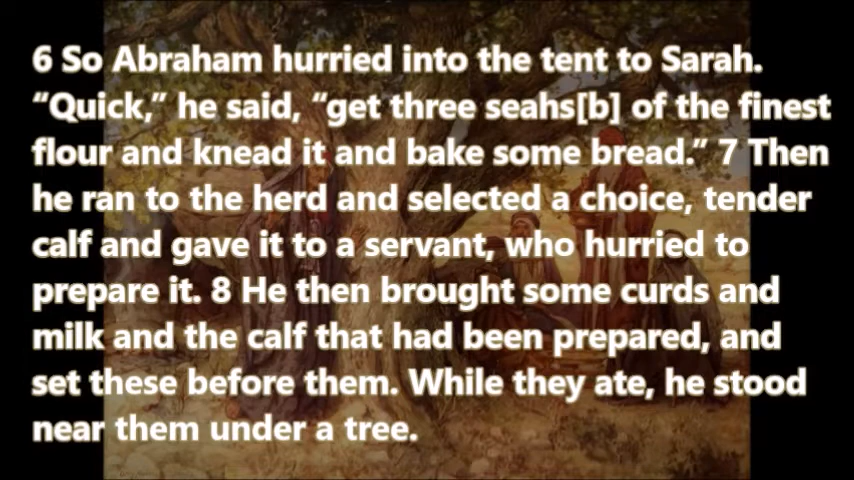 6 So Abraham hurried into the tent to Sarah.
“Quick,” he said, “get three seahs[b] of the finest
flour and knead it and bake some bread.” 7 Then
he ran to the herd and selected a choice, tender
calf and gave it to a servant, who hurried to
prepare it. 8 He then brought some curds and
milk and the calf that had been prepared, and
set these before them. While they ate, he stood
near them under a tree.